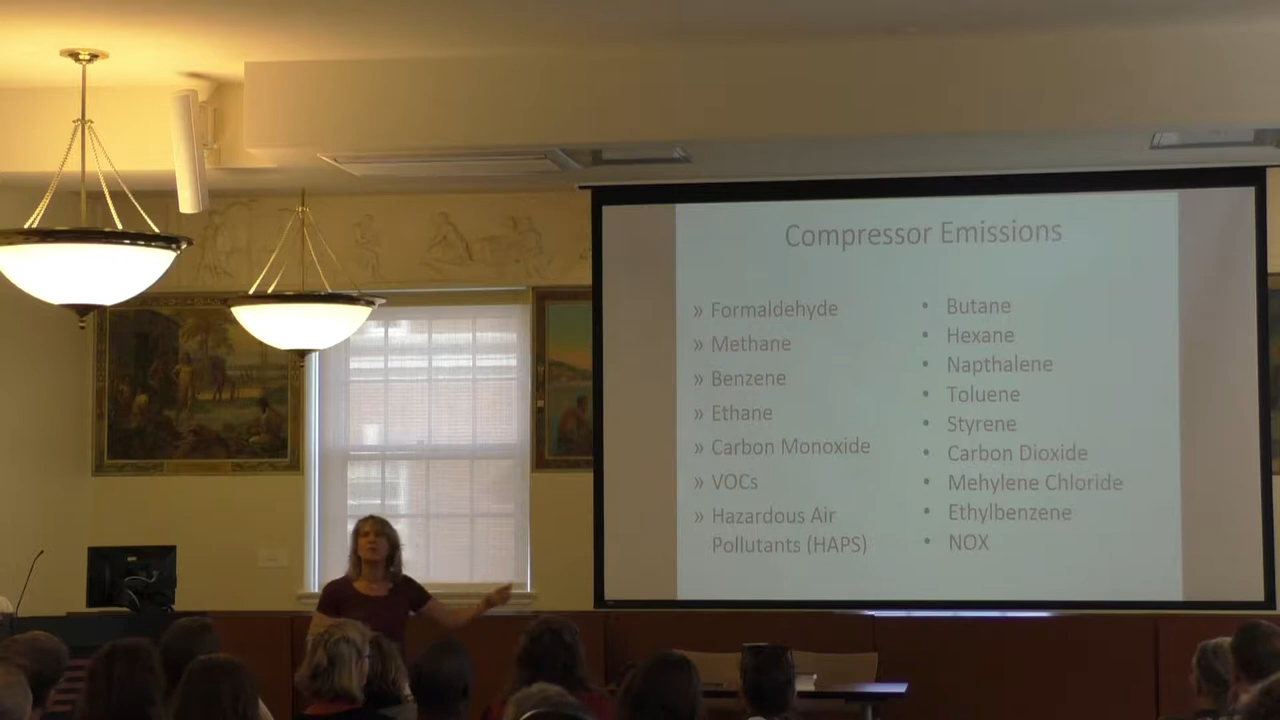 Compressor Emissions
» Formaldehyde
» Methane
» Benzene
» Ethane
» Carbon Monoxide
» VOCs
» Hazardous Air
Pollutants (HAPS)
• Butane
• Hexane
• Napthalene
• Toluene
• Styrene
• Carbon Dioxide
• Mehylene Chloride
• Ethylbenzene
• NOX